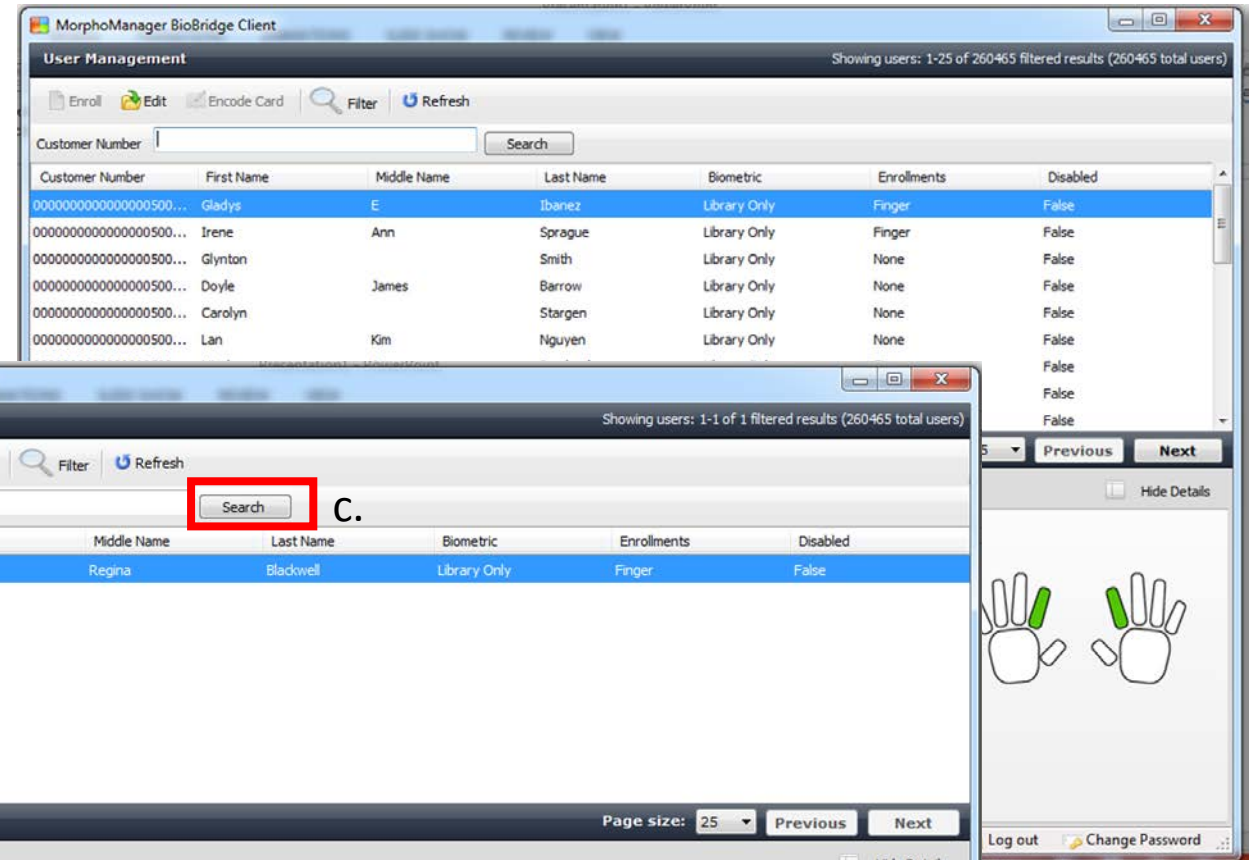 MorphoManager BioBridge Client
User Management Showing users: 1-25 of 260465 filtered results (260465 total users)
Enroll Edit Encode Card Filter Refresh
Customer Number Search
Customer Number First Name Middle Name Last Name Biometric Enrollments Disabled
0000000000000000500... Gladys E Ibanez Library Only Finger False
0000000000000000500... Irene Ann Sprague Library Only Finger False
0000000000000000500... Glynton Smith Library Only None False
0000000000000000500... Doyle James Barrow Library Only None False
0000000000000000500... Carolyn Stargen Library Only None False
0000000000000000500... Lan Kim Nguyen Library Only None False
False
False
False
Previous Next
Hide Details
Log out Change Password
Presentation1 - PowerPoint
Showing users: 1-1 of 1 filtered results (260465 total users)
Filter Refresh
Search C.
Middle Name Last Name Biometric Enrollments Disabled
Regina Blackwell Library Only Finger False
Page size: 25 Previous Next